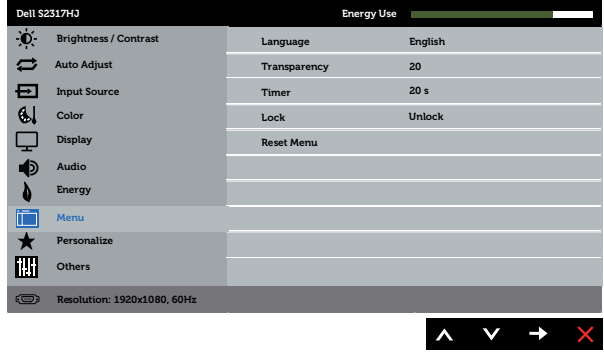 Dell S2317HJ Energy Use
Brightness / Contrast Language English
Auto Adjust Transparency 20
Input Source Timer 20 s
Color Lock Unlock
Display Reset Menu
Audio
Energy
Menu
Personalize
Others
Resolution: 1920x1080, 60Hz